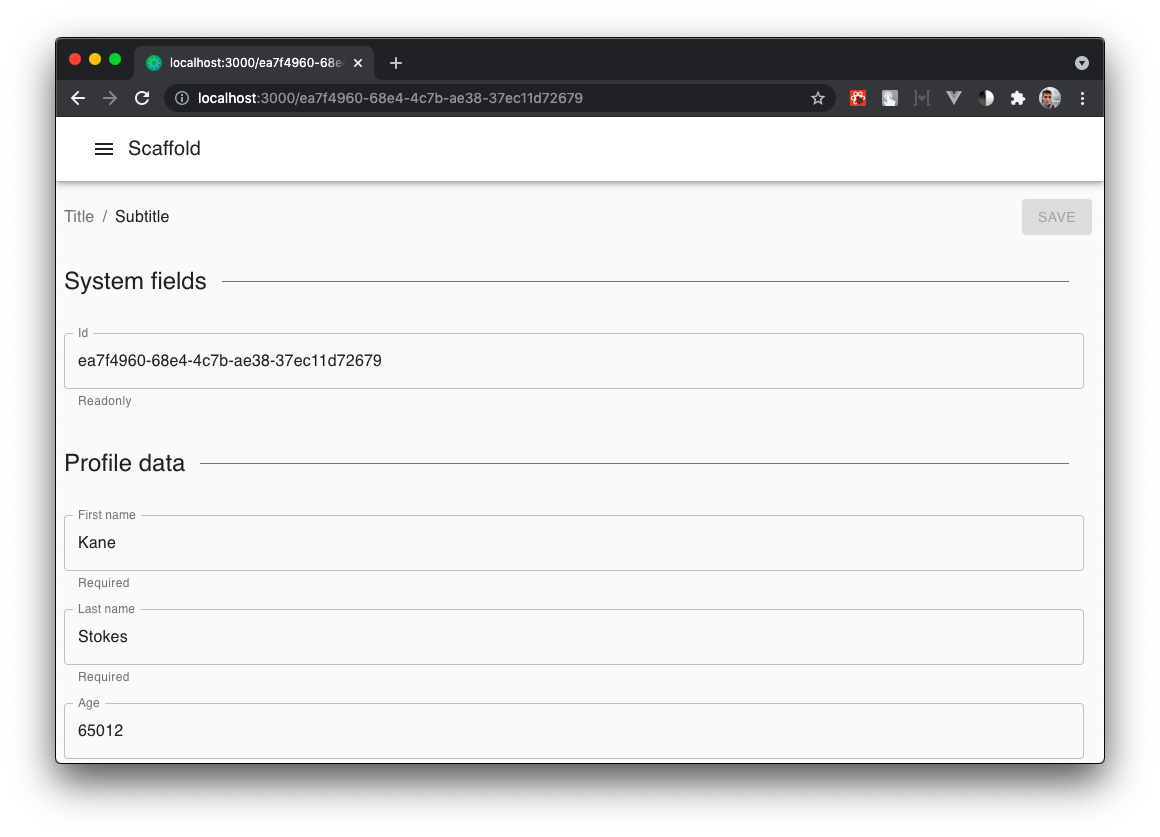 localhost:3000/ea7f4960-68e
localhost:3000/ea7f4960-68e4-4c7b-ae38-37ec11d72679
Scaffold
Title / Subtitle
SAVE
System fields
Id
ea7f4960-68e4-4c7b-ae38-37ec11d72679
Readonly
Profile data
First name
Kane
Required
Last name
Stokes
Required
Age
65012